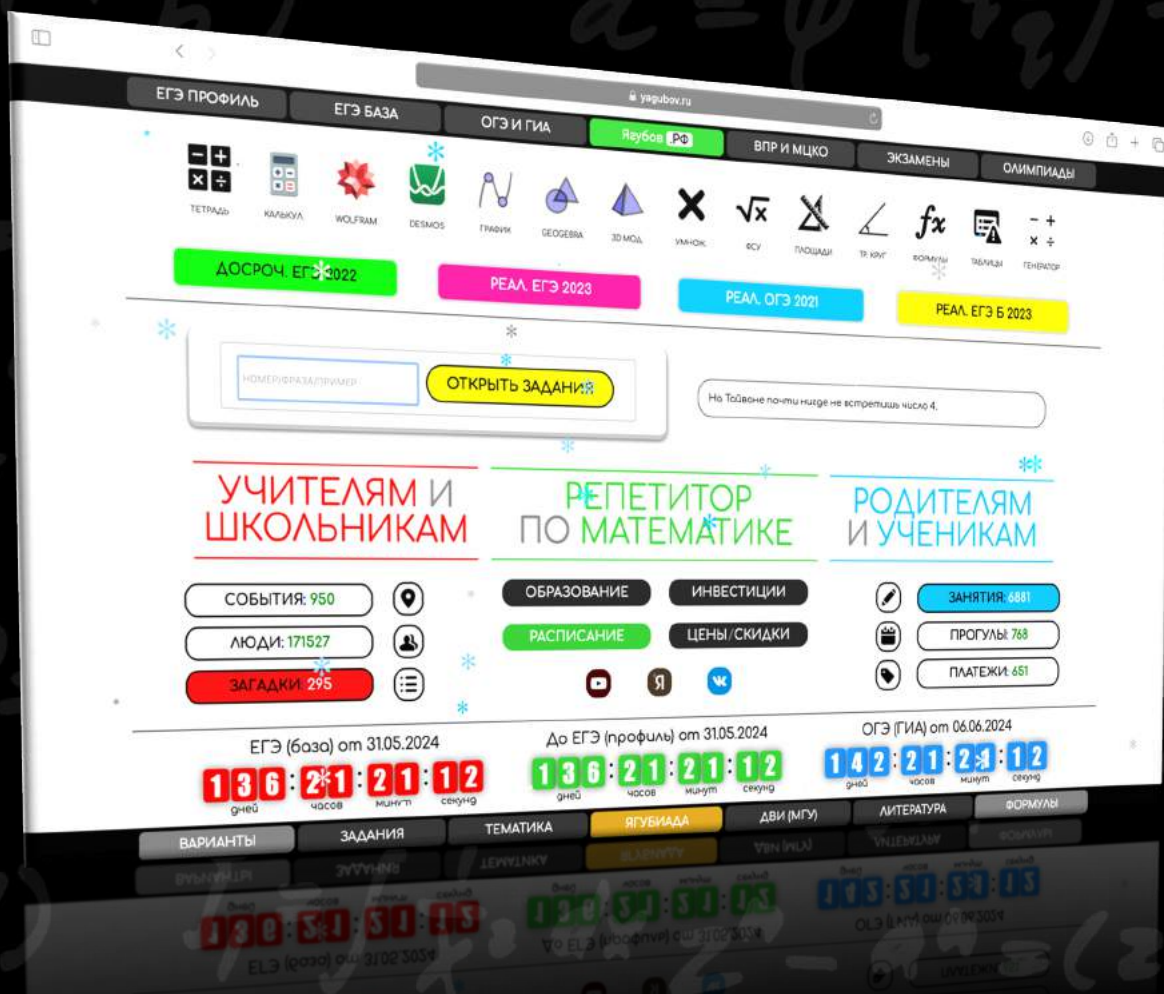 yagubov.ru
ЕГЭ ПРОФИЛЬ ЕГЭ БАЗА ОГЭ И ГИА Ягубов .РФ ВПР И МЦКО ЭКЗАМЕНЫ ОЛИМПИАДЫ
ТЕТРАДЬ КАЛЬКУЛ WOLFRAM DESMOS ГРАФИК GEOGEBRA 3D МОД. УМНОЖ. ФСУ ПЛОЩАДИ ТР. КРУГ ФОРМУЛЫ ТАБЛИЦЫ ГЕНЕРАТОР
ДОСРОЧ. ЕГЭ 2022 РЕАЛ. ЕГЭ 2023 РЕАЛ. ОГЭ 2021 РЕАЛ. ЕГЭ Б 2023
НОМЕР/ФРАЗА/ПРИМЕР ОТКРЫТЬ ЗАДАНИЯ На Тайване почти нигде не встретишь число 4.
УЧИТЕЛЯМ И
ШКОЛЬНИКАМ
РЕПЕТИТОР
ПО МАТЕМАТИКЕ
РОДИТЕЛЯМ
И УЧЕНИКАМ
СОБЫТИЯ: 950
ЛЮДИ: 171527
ЗАГАДКИ: 295
ОБРАЗОВАНИЕ ИНВЕСТИЦИИ
РАСПИСАНИЕ ЦЕНЫ/СКИДКИ
Я
ЗАНЯТИЯ: 6881
ПРОГУЛЫ: 768
ПЛАТЕЖИ: 651
ЕГЭ (база) от 31.05.2024
136:21:21:12
дней часов минут секунд
До ЕГЭ (профиль) от 31.05.2024
136:21:21:12
дней часов минут секунд
ОГЭ (ГИА) от 06.06.2024
142:21:21:12
дней часов минут секунд
ВАРИАНТЫ ЗАДАНИЯ ТЕМАТИКА ЯГУБИАДА ДВИ (МГУ) ЛИТЕРАТУРА ФОРМУЛЫ